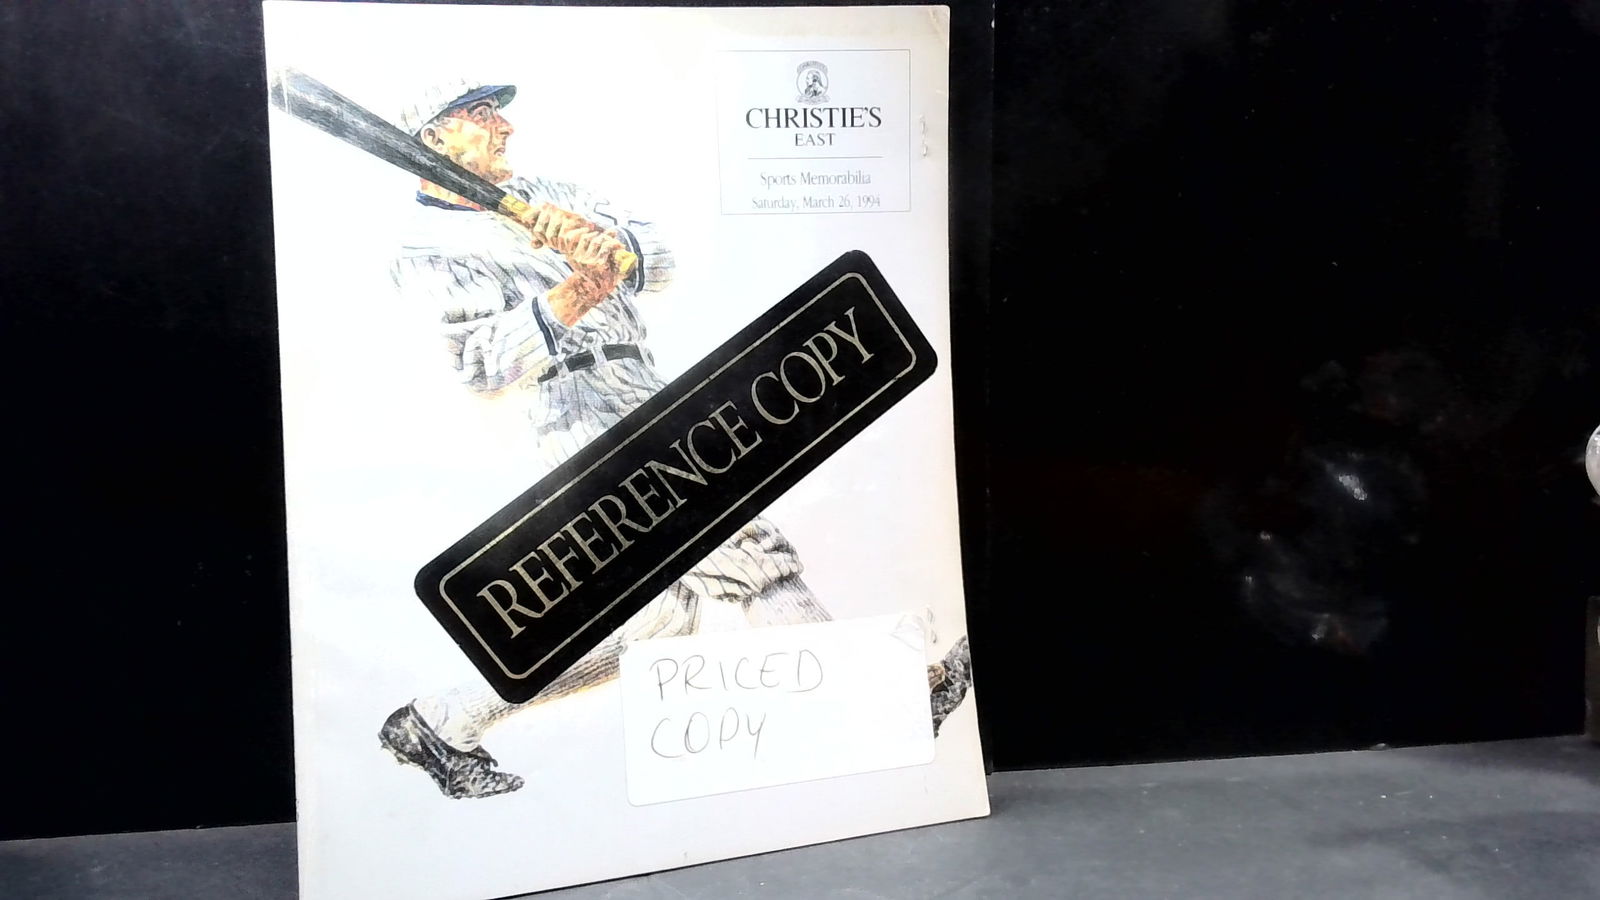 CHRISTIE'S
EAST
Sports Memorabilia
Saturday, March 26, 1994
REFERENCE COPY
PRICED
COPY